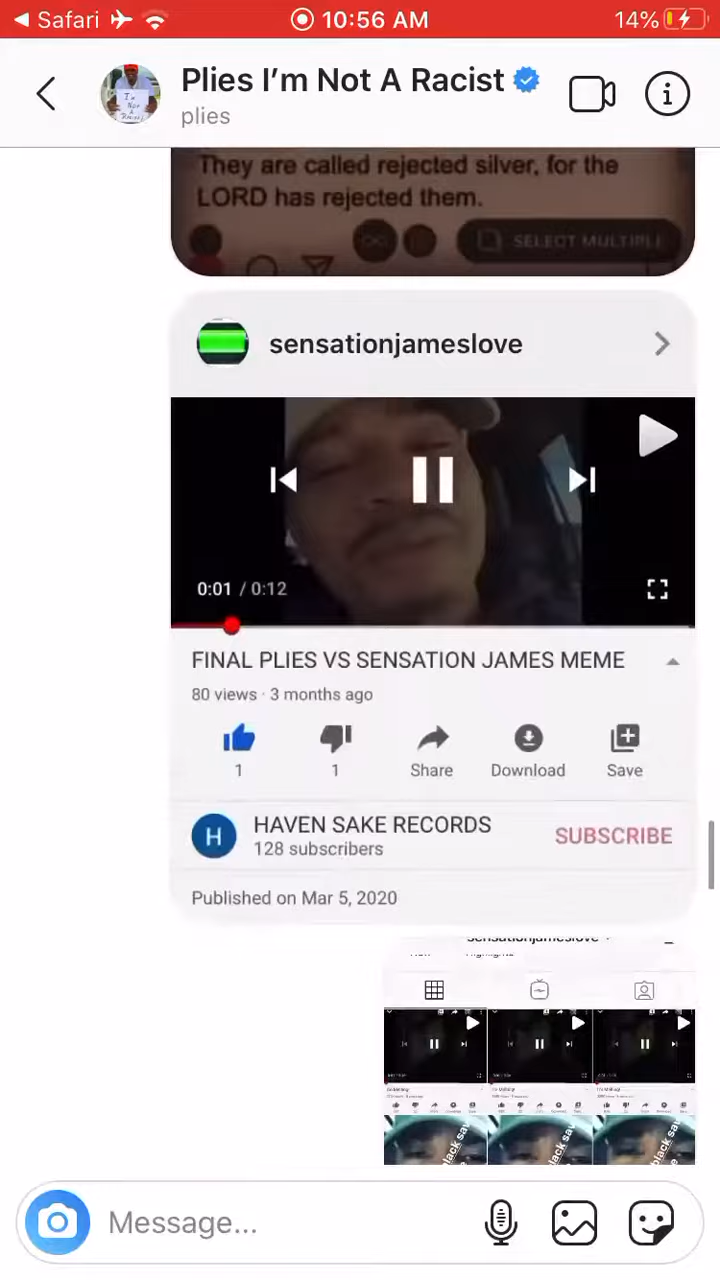 Safari 10:56 AM 14%
Plies I’m Not A Racist
plies
They are called rejected silver, for the
LORD has rejected them.
SELECT MULTIPLE
sensationjameslove
0:01 / 0:12
FINAL PLIES VS SENSATION JAMES MEME
80 views · 3 months ago
1 1 Share Download Save
H HAVEN SAKE RECORDS SUBSCRIBE
128 subscribers
Published on Mar 5, 2020
sensationjameslove
Message...